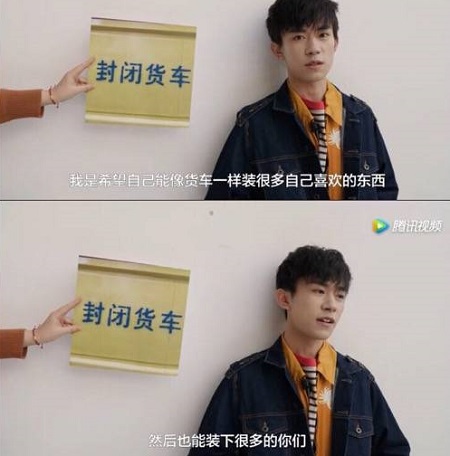 封闭货车
我是希望自己能像货车一样装很多自己喜欢的东西
腾讯视频
封闭货车
然后也能装下很多的你们